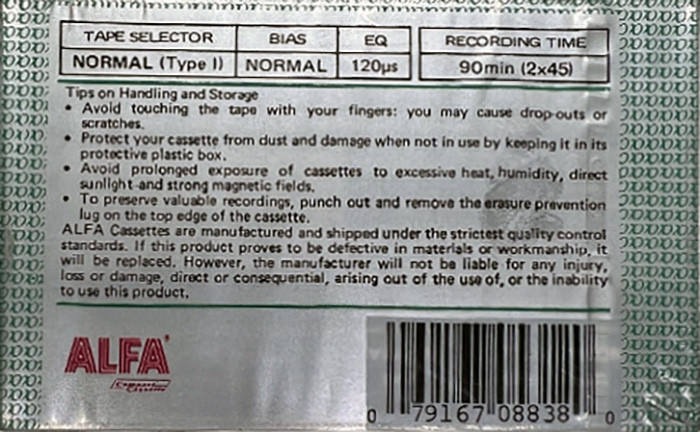 TAPE SELECTOR BIAS EQ RECORDING TIME
NORMAL (Type I) NORMAL 120µs 90min (2x45)
Tips on Handling and Storage
• Avoid touching the tape with your fingers: you may cause drop-outs or
scratches.
• Protect your cassette from dust and damage when not in use by keeping it in its
protective plastic box.
• Avoid prolonged exposure of cassettes to excessive heat, humidity, direct
sunlight and strong magnetic fields.
• To preserve valuable recordings, punch out and remove the erasure prevention
lug on the top edge of the cassette.
ALFA Cassettes are manufactured and shipped under the strictest quality control
standards. If this product proves to be defective in materials or workmanship, it
will be replaced. However, the manufacturer will not be liable for any injury,
loss or damage, direct or consequential, arising out of the use of, or the inability
to use this product.
ALFA
Compact Cassette
0 79167 08838 0